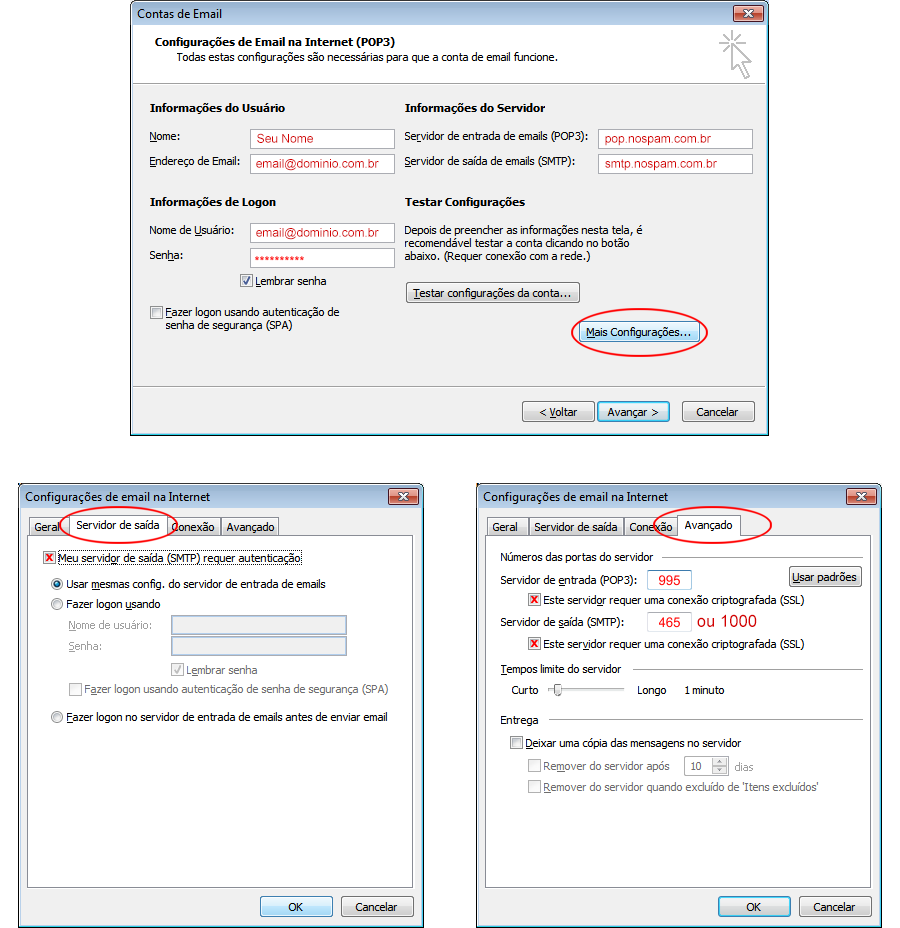 Contas de Email
Configurações de Email na Internet (POP3)
Todas estas configurações são necessárias para que a conta de email funcione.
Informações do Usuário
Nome: Seu Nome
Endereço de Email: email@dominio.com.br
Informações do Servidor
Servidor de entrada de emails (POP3): pop.nospam.com.br
Servidor de saída de emails (SMTP): smtp.nospam.com.br
Informações de Logon
Nome de Usuário: email@dominio.com.br
Senha: **********
Lembrar senha
Fazer logon usando autenticação de
senha de segurança (SPA)
Testar Configurações
Depois de preencher as informações nesta tela, é
recomendável testar a conta clicando no botão
abaixo. (Requer conexão com a rede.)
Testar configurações da conta...
Mais Configurações...
< Voltar Avançar > Cancelar
Configurações de email na Internet
Geral Servidor de saída Conexão Avançado
Meu servidor de saída (SMTP) requer autenticação
Usar mesmas config. do servidor de entrada de emails
Fazer logon usando
Nome de usuário:
Senha:
Lembrar senha
Fazer logon usando autenticação de senha de segurança (SPA)
Fazer logon no servidor de entrada de emails antes de enviar email
OK Cancelar
Configurações de email na Internet
Geral Servidor de saída Conexão Avançado
Números das portas do servidor
Servidor de entrada (POP3): 995 Usar padrões
Este servidor requer uma conexão criptografada (SSL)
Servidor de saída (SMTP): 465 ou 1000
Este servidor requer uma conexão criptografada (SSL)
Tempos limite do servidor
Curto Longo 1 minuto
Entrega
Deixar uma cópia das mensagens no servidor
Remover do servidor após 10 dias
Remover do servidor quando excluído de 'Itens excluídos'
OK Cancelar